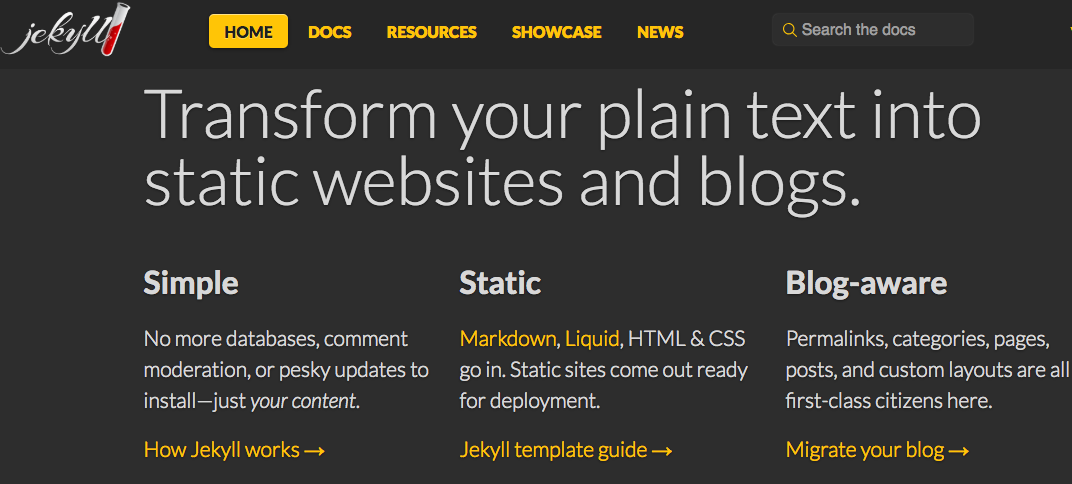 jekyll
HOME DOCS RESOURCES SHOWCASE NEWS Search the docs
Transform your plain text into
static websites and blogs.
Simple
No more databases, comment
moderation, or pesky updates to
install—just your content.
How Jekyll works →
Static
Markdown, Liquid, HTML & CSS
go in. Static sites come out ready
for deployment.
Jekyll template guide →
Blog-aware
Permalinks, categories, pages,
posts, and custom layouts are all
first-class citizens here.
Migrate your blog →